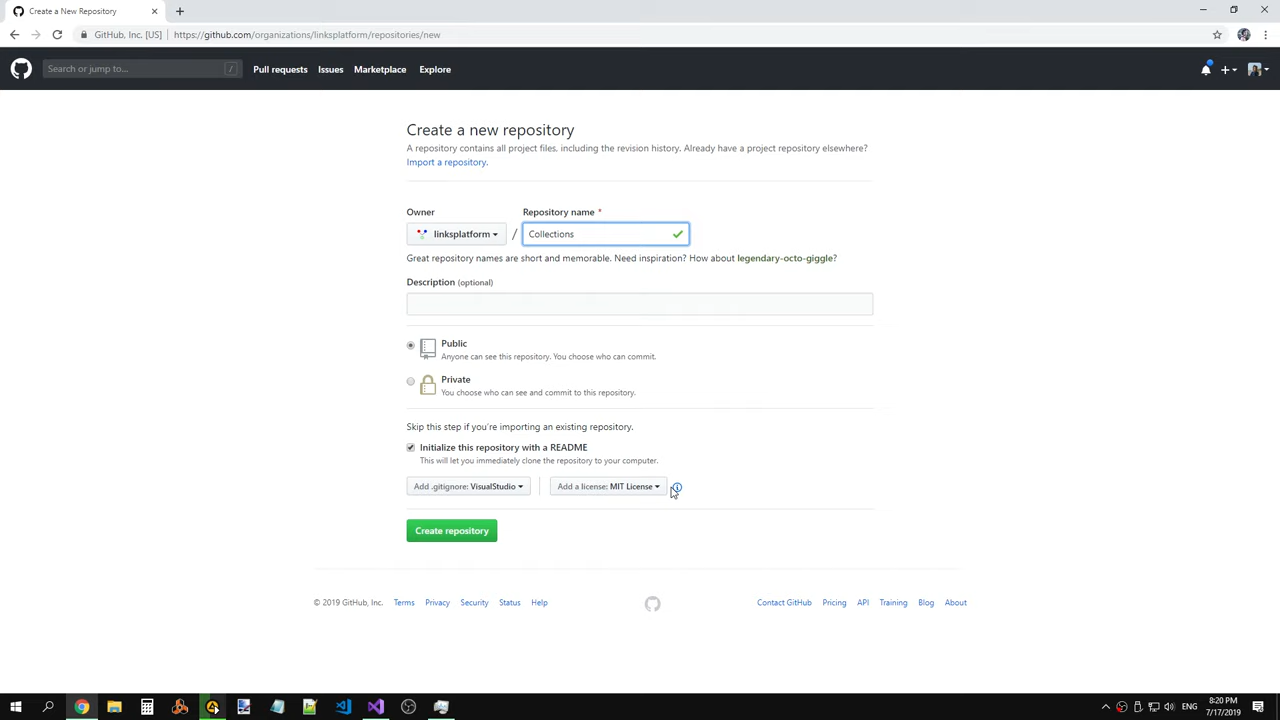 Create a New Repository
GitHub, Inc. [US] | https://github.com/organizations/linksplatform/repositories/new
Search or jump to... / Pull requests Issues Marketplace Explore
Create a new repository
A repository contains all project files, including the revision history. Already have a project repository elsewhere?
Import a repository.
Owner Repository name *
linksplatform / Collections
Great repository names are short and memorable. Need inspiration? How about legendary-octo-giggle?
Description (optional)
Public
Anyone can see this repository. You choose who can commit.
Private
You choose who can see and commit to this repository.
Skip this step if you're importing an existing repository.
Initialize this repository with a README
This will let you immediately clone the repository to your computer.
Add .gitignore: VisualStudio Add a license: MIT License
Create repository
© 2019 GitHub, Inc. Terms Privacy Security Status Help Contact GitHub Pricing API Training Blog About
8:20 PM
ENG
7/17/2019